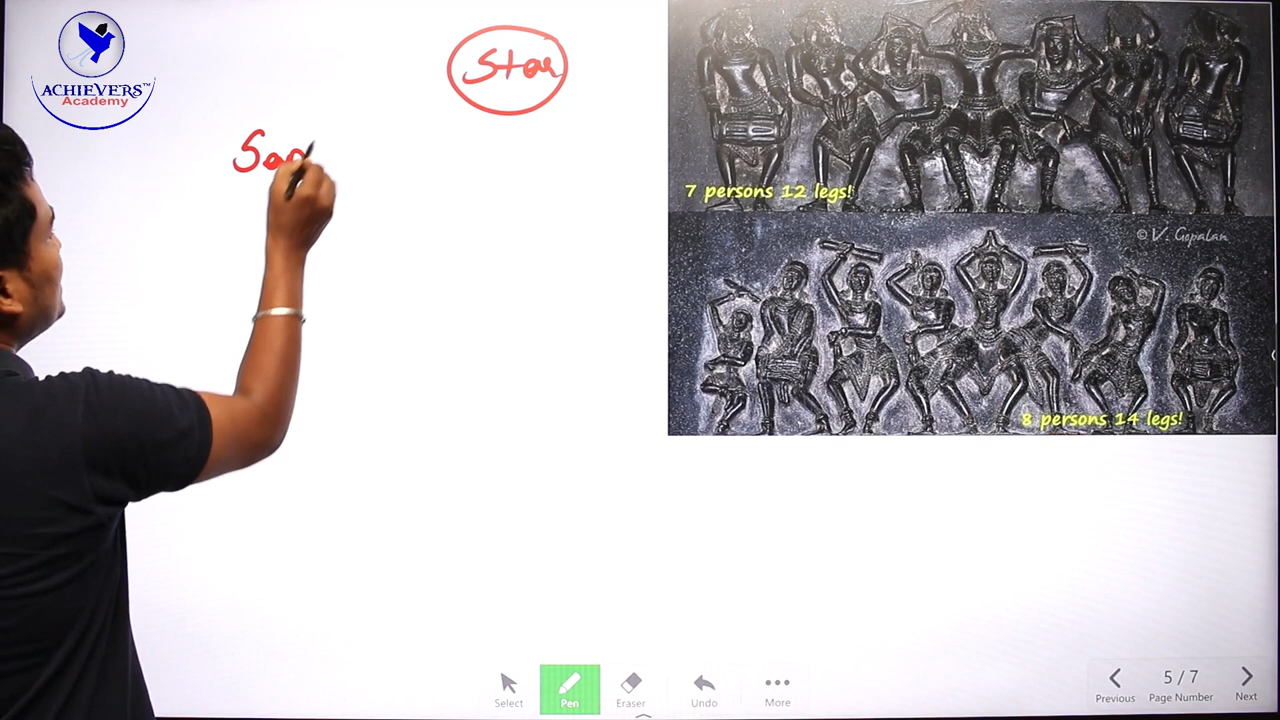 ACHIEVERS™
Academy
Star
7 persons 12 legs!
© V. Gopalan
8 persons 14 legs!
Select
Pen
Eraser
Undo
More
Previous
5 / 7
Page Number
Next